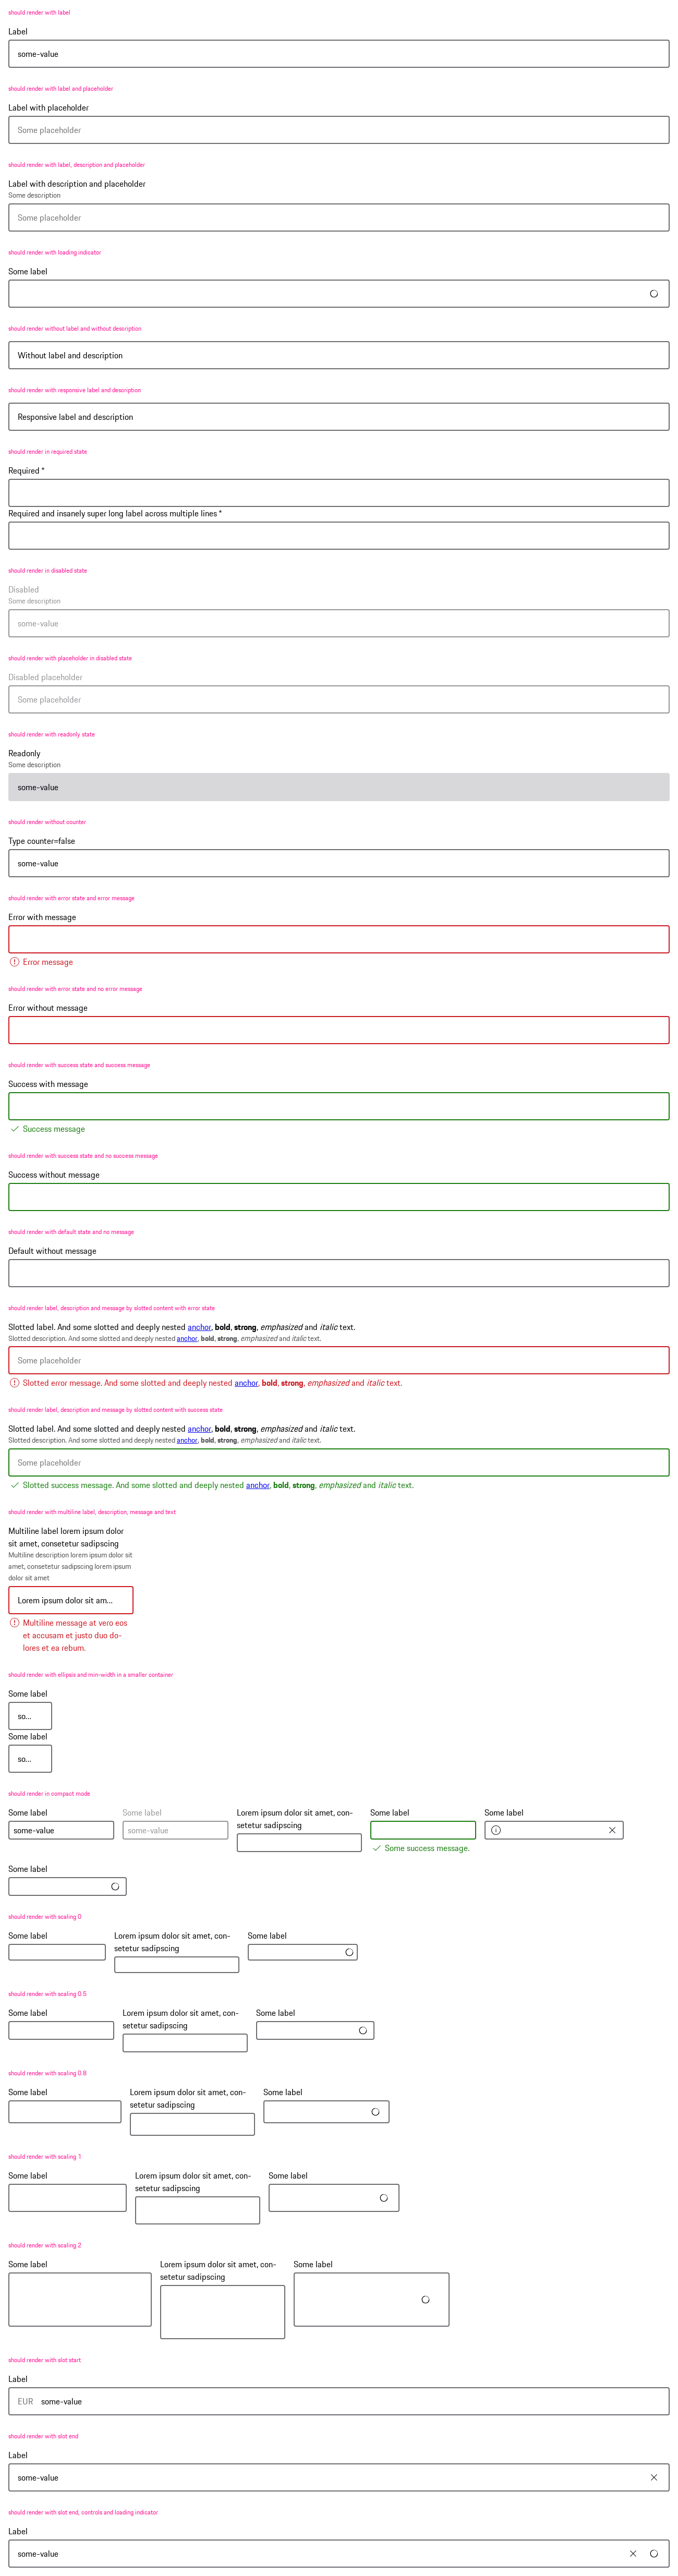 should render with label
Label
some-value
should render with label and placeholder
Label with placeholder
Some placeholder
should render with label, description and placeholder
Label with description and placeholder
Some description
Some placeholder
should render with loading indicator
Some label
should render without label and without description
Without label and description
should render with responsive label and description
Responsive label and description
should render in required state
Required *
Required and insanely super long label across multiple lines *
should render in disabled state
Disabled
Some description
some-value
should render with placeholder in disabled state
Disabled placeholder
Some placeholder
should render with readonly state
Readonly
Some description
some-value
should render without counter
Type counter=false
some-value
should render with error state and error message
Error with message
Error message
should render with error state and no error message
Error without message
should render with success state and success message
Success with message
Success message
should render with success state and no success message
Success without message
should render with default state and no message
Default without message
should render label, description and message by slotted content with error state
Slotted label. And some slotted and deeply nested anchor, bold, strong, emphasized and italic text.
Slotted description. And some slotted and deeply nested anchor, bold, strong, emphasized and italic text.
Some placeholder
Slotted error message. And some slotted and deeply nested anchor, bold, strong, emphasized and italic text.
should render label, description and message by slotted content with success state
Slotted label. And some slotted and deeply nested anchor, bold, strong, emphasized and italic text.
Slotted description. And some slotted and deeply nested anchor, bold, strong, emphasized and italic text.
Some placeholder
Slotted success message. And some slotted and deeply nested anchor, bold, strong, emphasized and italic text.
should render with multiline label, description, message and text
Multiline label lorem ipsum dolor
sit amet, consetetur sadipscing
Multiline description lorem ipsum dolor sit
amet, consetetur sadipscing lorem ipsum
dolor sit amet
Lorem ipsum dolor sit am...
Multiline message at vero eos
et accusam et justo duo do-
lores et ea rebum.
should render with ellipsis and min-width in a smaller container
Some label
so...
Some label
so...
should render in compact mode
Some label
some-value
Some label
some-value
Lorem ipsum dolor sit amet, con-
setetur sadipscing
Some label
Some success message.
Some label
Some label
should render with scaling 0
Some label
Lorem ipsum dolor sit amet, con-
setetur sadipscing
Some label
should render with scaling 0.5
Some label
Lorem ipsum dolor sit amet, con-
setetur sadipscing
Some label
should render with scaling 0.8
Some label
Lorem ipsum dolor sit amet, con-
setetur sadipscing
Some label
should render with scaling 1
Some label
Lorem ipsum dolor sit amet, con-
setetur sadipscing
Some label
should render with scaling 2
Some label
Lorem ipsum dolor sit amet, con-
setetur sadipscing
Some label
should render with slot start
Label
EUR some-value
should render with slot end
Label
some-value
should render with slot end, controls and loading indicator
Label
some-value